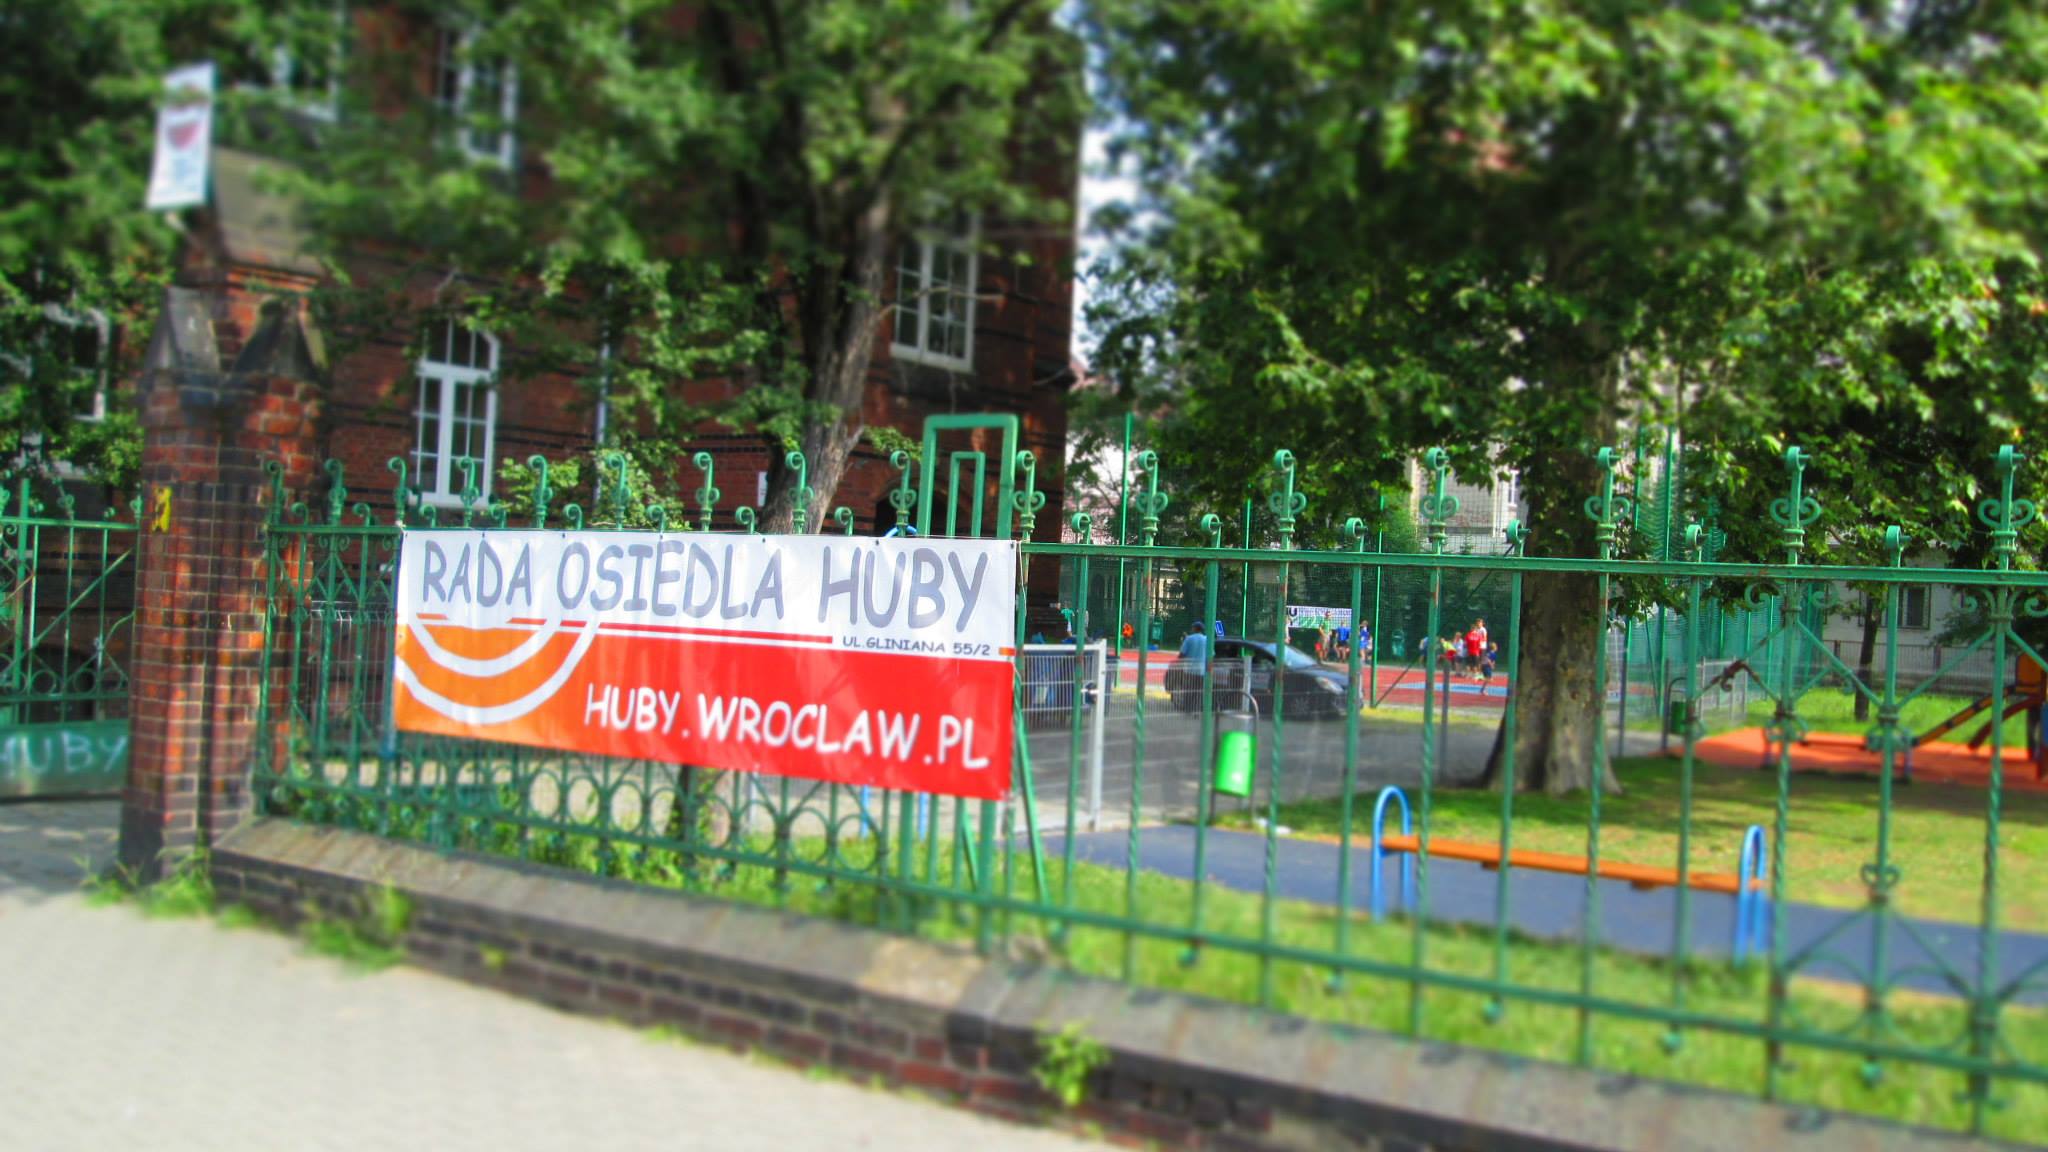 RADA OSIEDLA HUBY
UL.GLINIANA 55/2
HUBY.WROCLAW.PL
HUBY